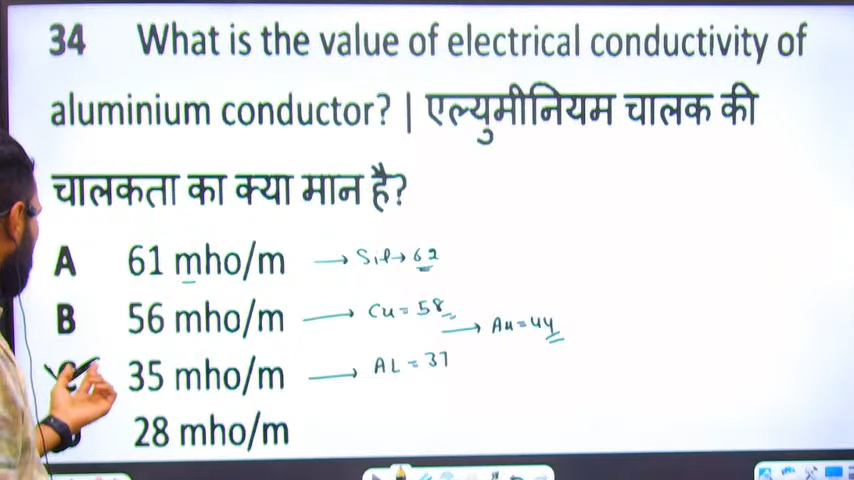 34 What is the value of electrical conductivity of
aluminium conductor? | एल्युमीनियम चालक की
चालकता का क्या मान है?
A 61 mho/m → Sil → 62
B 56 mho/m → Cu = 58
→ Au = 44
35 mho/m → AL = 37
28 mho/m